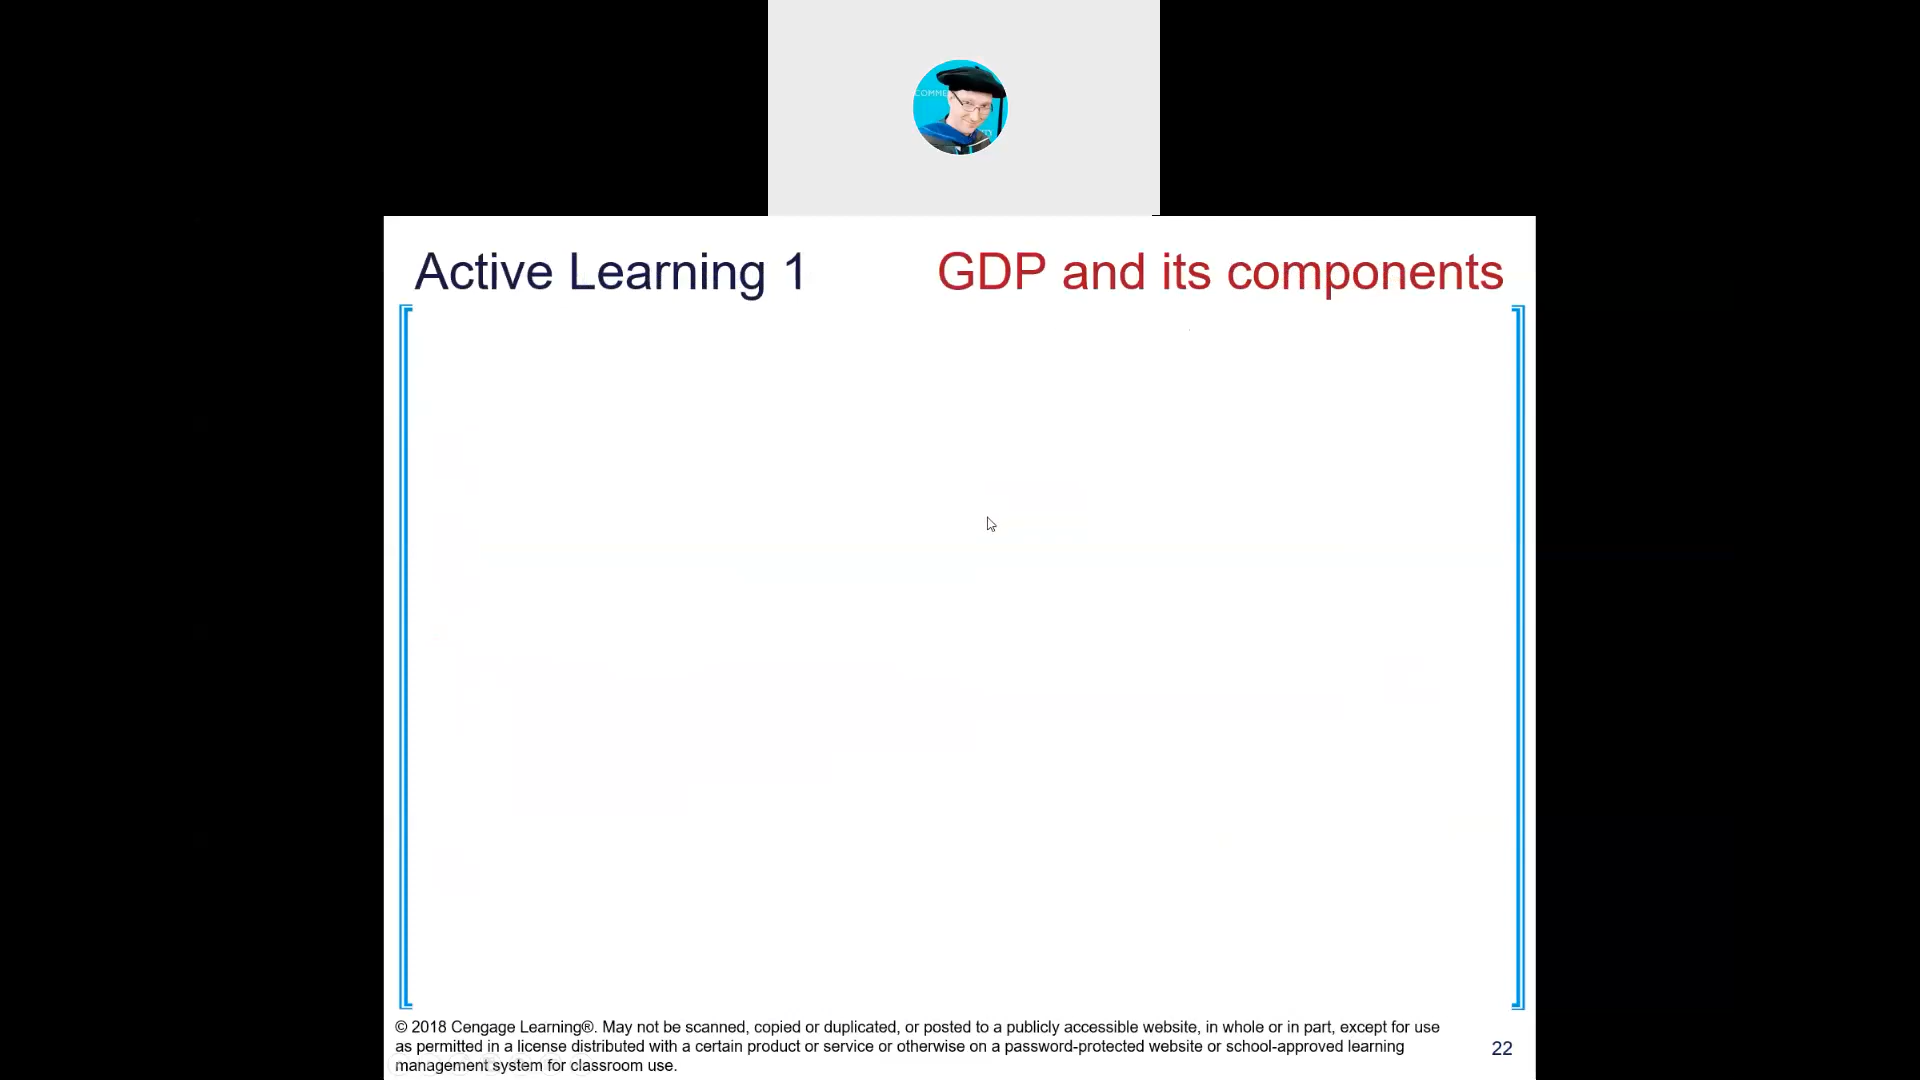 COMME
Active Learning 1
GDP and its components
© 2018 Cengage Learning®. May not be scanned, copied or duplicated, or posted to a publicly accessible website, in whole or in part, except for use
as permitted in a license distributed with a certain product or service or otherwise on a password-protected website or school-approved learning
management system for classroom use.
22